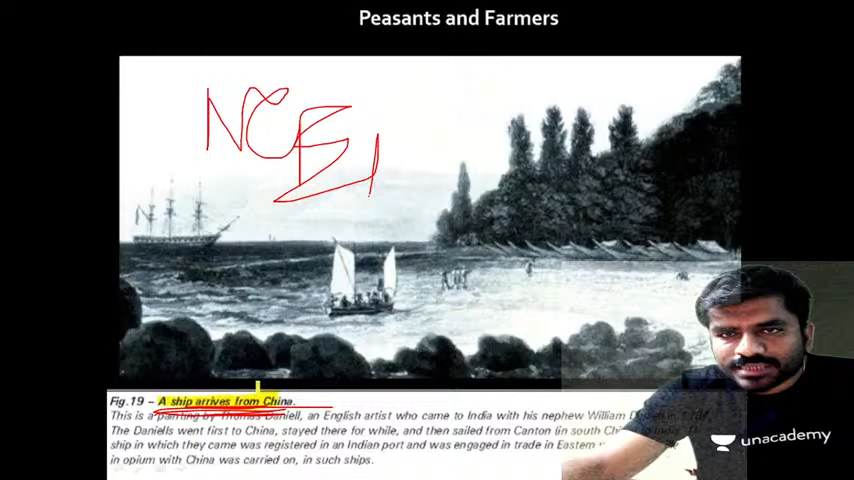 Peasants and Farmers
NCE
Fig.19 – A ship arrives from China.
This is a painting by Thomas Daniell, an English artist who came to India with his nephew William
The Daniells went first to China, stayed there for while, and then sailed from Canton (in south
ship in which they came was registered in an Indian port and was engaged in trade in Eastern
in opium with China was carried on, in such ships.
unacademy